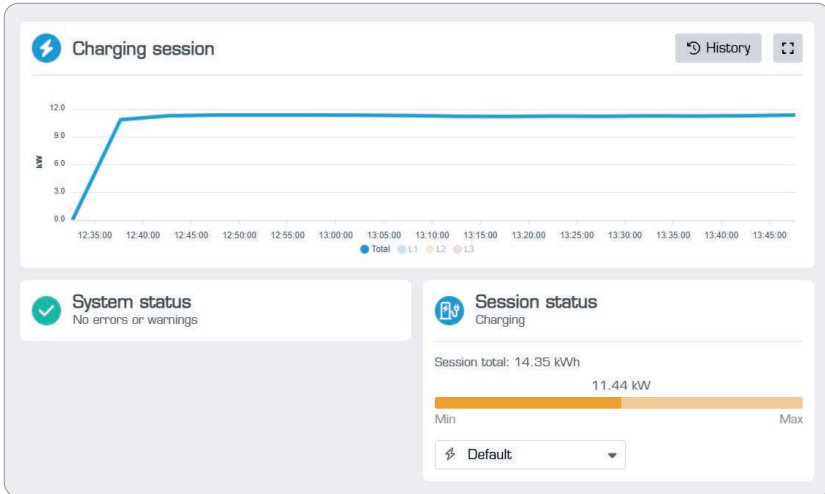 Charging session
History
12.0
9.0
6.0
3.0
0.0
kW
12:35:00 12:40:00 12:45:00 12:50:00 12:55:00 13:00:00 13:05:00 13:10:00 13:15:00 13:20:00 13:25:00 13:30:00 13:35:00 13:40:00 13:45:00
Total L1 L2 L3
System status
No errors or warnings
Session status
Charging
Session total: 14.35 kWh
11.44 kW
Min Max
Default